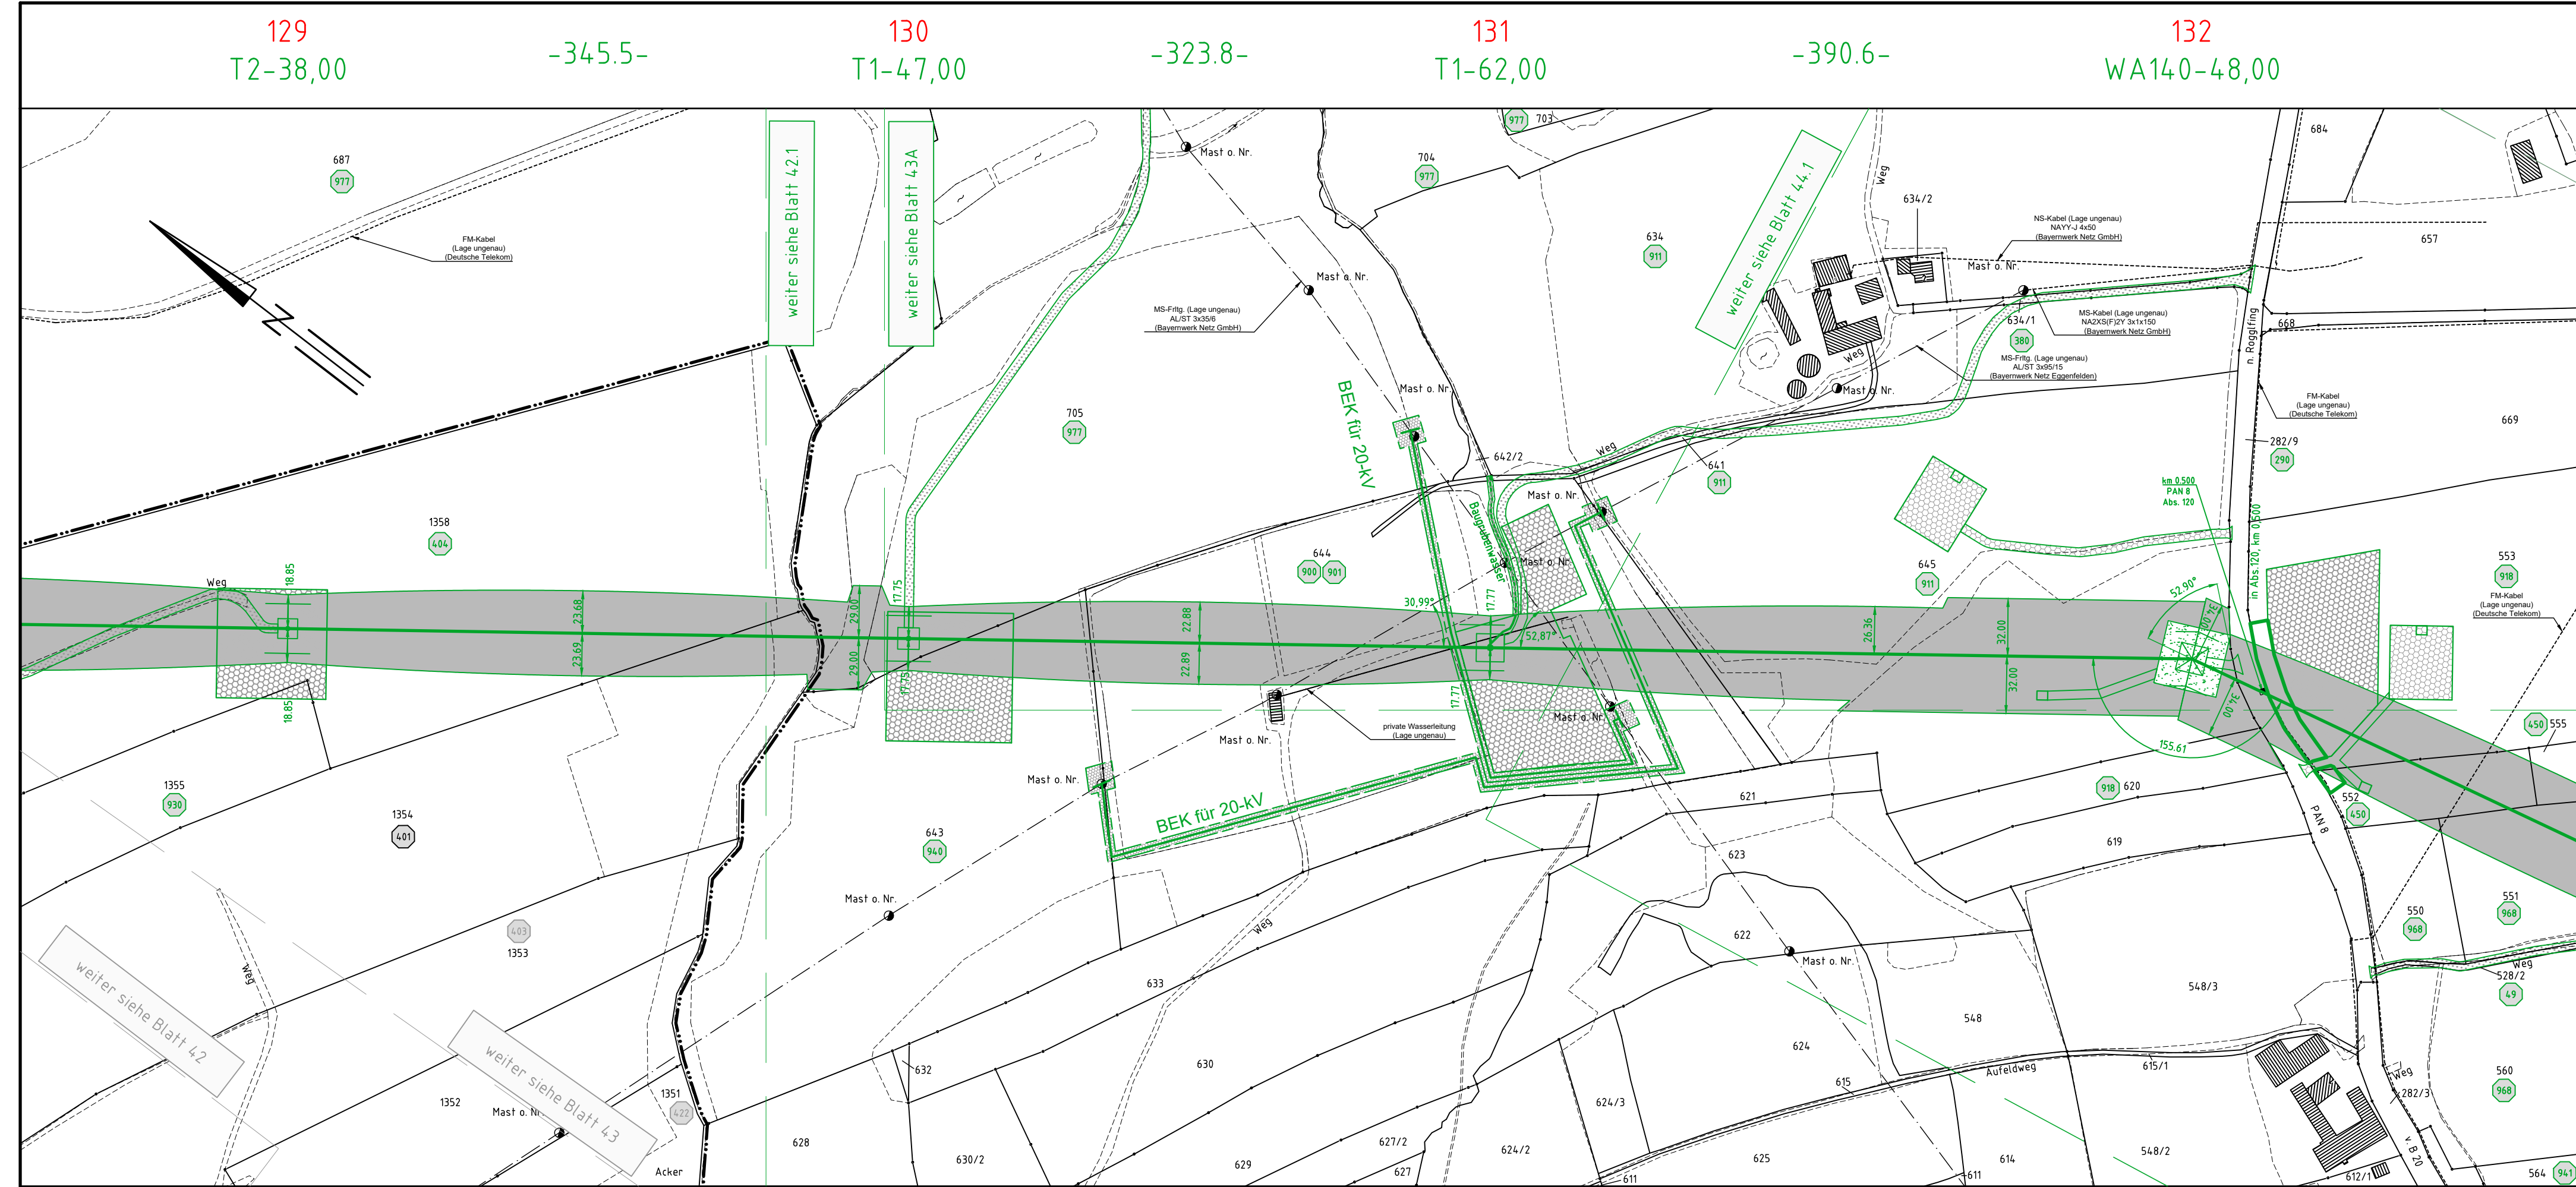 129
T2-38,00
-345.5-
130
T1-47,00
-323.8-
131
T1-62,00
-390.6-
132
WA140-48,00
687
977
FM-Kabel
(Lage ungenau)
(Deutsche Telekom)
N
weiter siehe Blatt 42.1
weiter siehe Blatt 43A
Mast o. Nr.
Mast o. Nr.
MS-Frltg. (Lage ungenau)
AL/ST 3x35/6
(Bayernwerk Netz GmbH)
977
703
704
977
634
911
weiter siehe Blatt 44.1
Weg
634/2
NS-Kabel (Lage ungenau)
NAYY-J 4x50
(Bayernwerk Netz GmbH)
Mast o. Nr.
684
657
634/1
380
MS-Kabel (Lage ungenau)
NA2XS(F)2Y 3x1x150
(Bayernwerk Netz GmbH)
MS-Frltg. (Lage ungenau)
AL/ST 3x95/15
(Bayernwerk Netz Eggenfelden)
Weg
Mast o. Nr.
n. Rogglfing
668
FM-Kabel
(Lage ungenau)
(Deutsche Telekom)
669
282/9
290
705
977
BEK für 20-kV
Mast o. Nr.
642/2
Weg
641
911
Mast o. Nr.
Baugrubenwasser
Mast o. Nr.
km 0.500
PAN 8
Abs. 120
in Abs.120, km 0.500
1358
404
Weg
18.85
18.85
23.68
23.69
29.00
29.00
17.75
17.75
644
900
901
22.88
22.89
30,99°
17.77
17.77
52,87°
645
911
26.36
32.00
32.00
52.90°
34.00
34.00
155.61
553
918
FM-Kabel
(Lage ungenau)
(Deutsche Telekom)
450
555
private Wasserleitung
(Lage ungenau)
Mast o. Nr.
Mast o. Nr.
Mast o. Nr.
BEK für 20-kV
1355
930
1354
401
643
940
621
918
620
552
450
PAN 8
619
623
Mast o. Nr.
403
1353
Weg
Weg
622
Mast o. Nr.
550
968
551
968
Weg
528/2
49
weiter siehe Blatt 42
weiter siehe Blatt 43
633
548/3
548
630
624
615
Aufeldweg
615/1
632
1352
Mast o. Nr.
1351
422
624/3
Weg
282/3
560
968
628
627/2
624/2
548/2
v. B 20
Acker
630/2
629
627
611
625
611
614
612/1
564
941